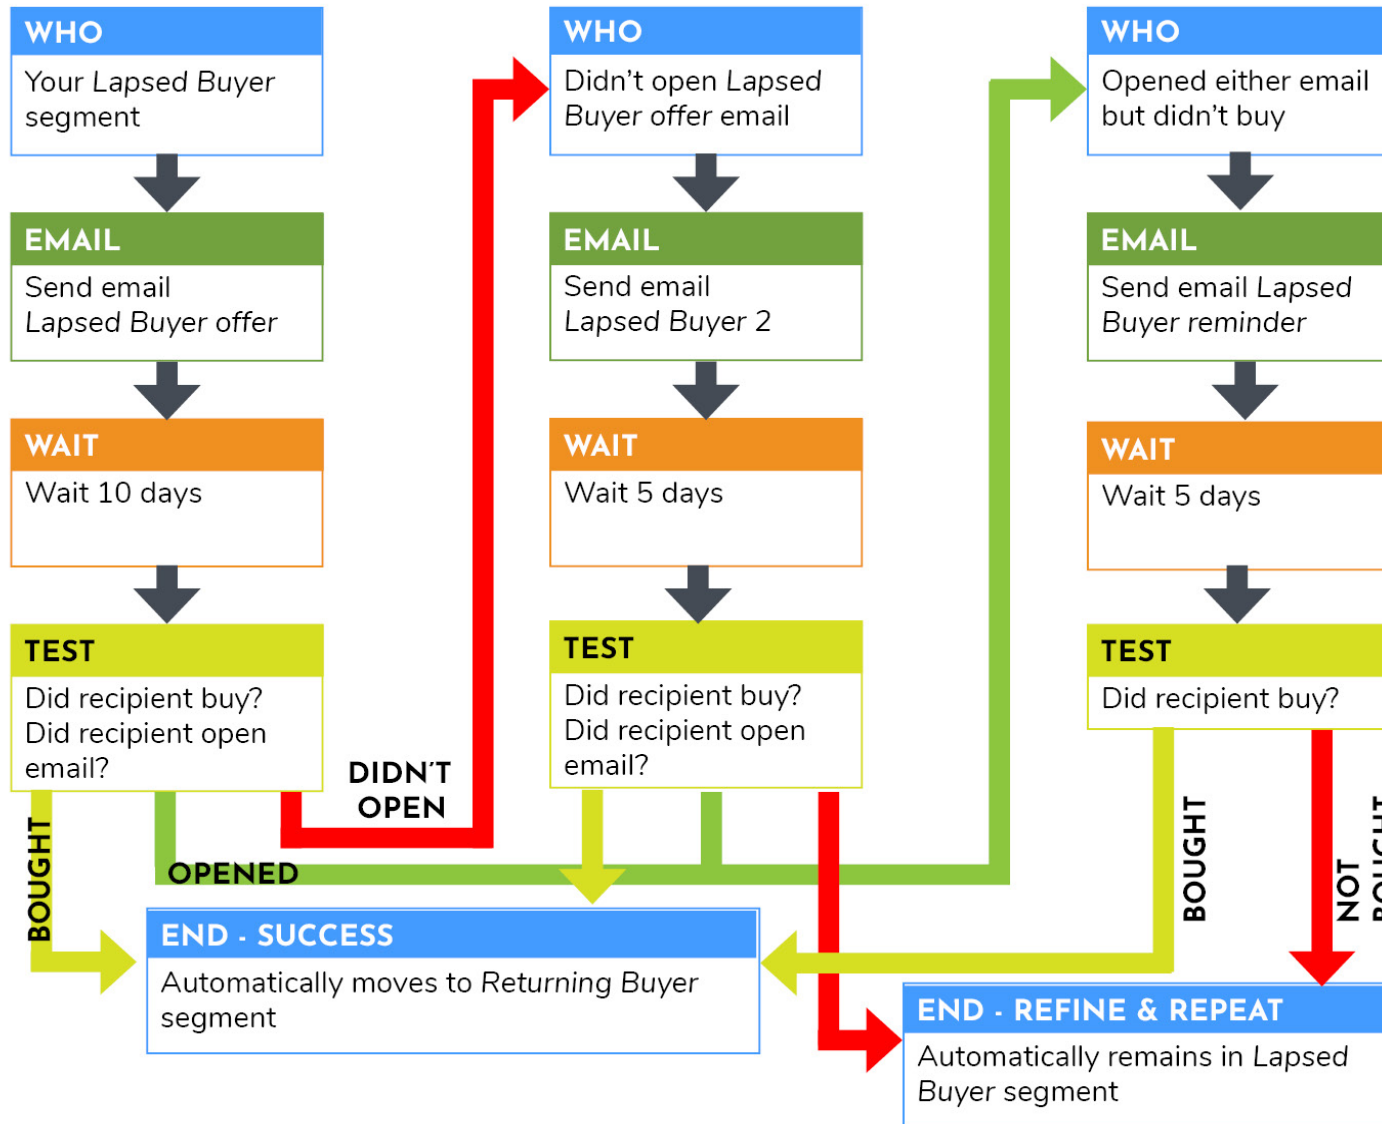 WHO
Your Lapsed Buyer
segment
EMAIL
Send email
Lapsed Buyer offer
WAIT
Wait 10 days
TEST
Did recipient buy?
Did recipient open
email?
BOUGHT
OPENED
DIDN'T
OPEN
WHO
Didn't open Lapsed
Buyer offer email
EMAIL
Send email
Lapsed Buyer 2
WAIT
Wait 5 days
TEST
Did recipient buy?
Did recipient open
email?
WHO
Opened either email
but didn't buy
EMAIL
Send email Lapsed
Buyer reminder
WAIT
Wait 5 days
TEST
Did recipient buy?
BOUGHT
NOT
BOUGHT
END - SUCCESS
Automatically moves to Returning Buyer
segment
END - REFINE & REPEAT
Automatically remains in Lapsed
Buyer segment